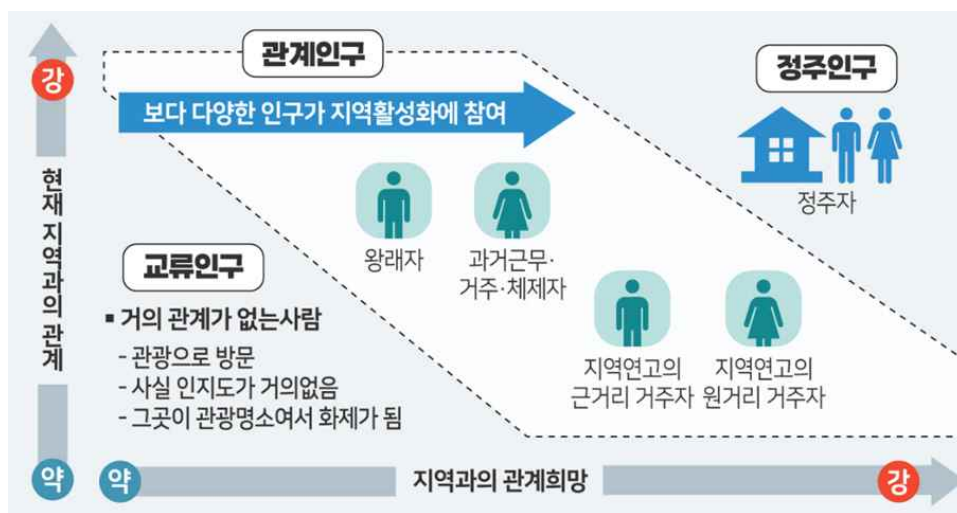 관계인구
정주인구
강
보다 다양한 인구가 지역활성화에 참여
정주자
현재 지역과의 관계
왕래자
과거근무·
거주·체제자
교류인구
▪ 거의 관계가 없는사람
- 관광으로 방문
- 사실 인지도가 거의없음
- 그곳이 관광명소여서 화제가 됨
지역연고의
근거리 거주자
지역연고의
원거리 거주자
약
약
지역과의 관계희망
강